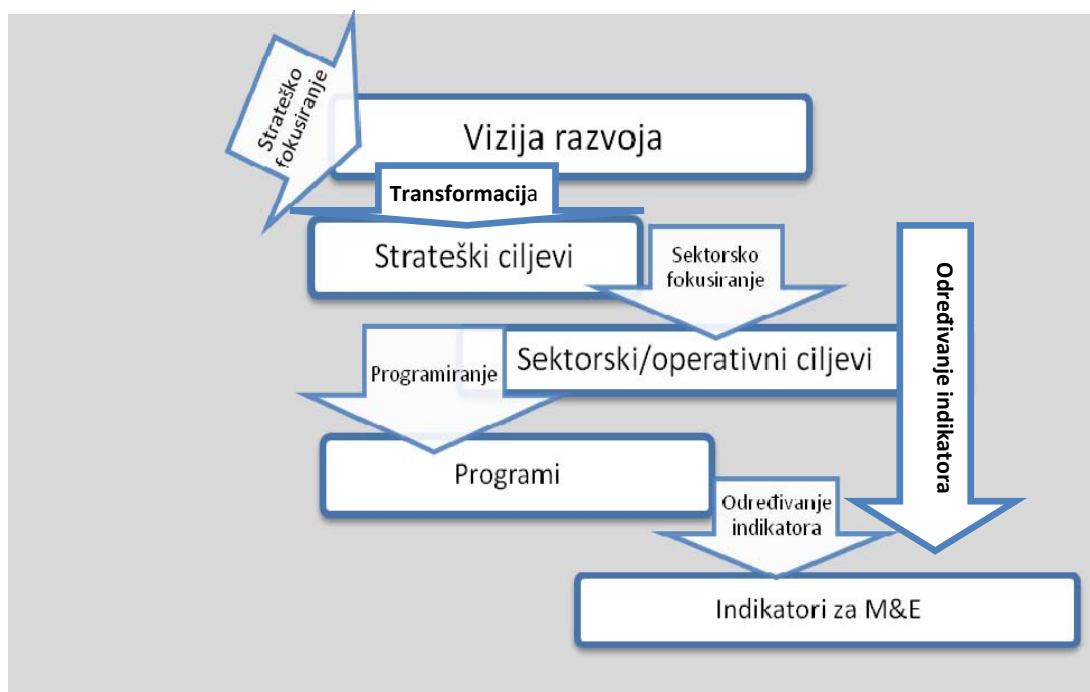 Strateško
fokusiranje
Vizija razvoja
Transformacija
Strateški ciljevi
Sektorsko
fokusiranje
Određivanje indikatora
Sektorski/operativni ciljevi
Programiranje
Programi
Određivanje
indikatora
Indikatori za M&E